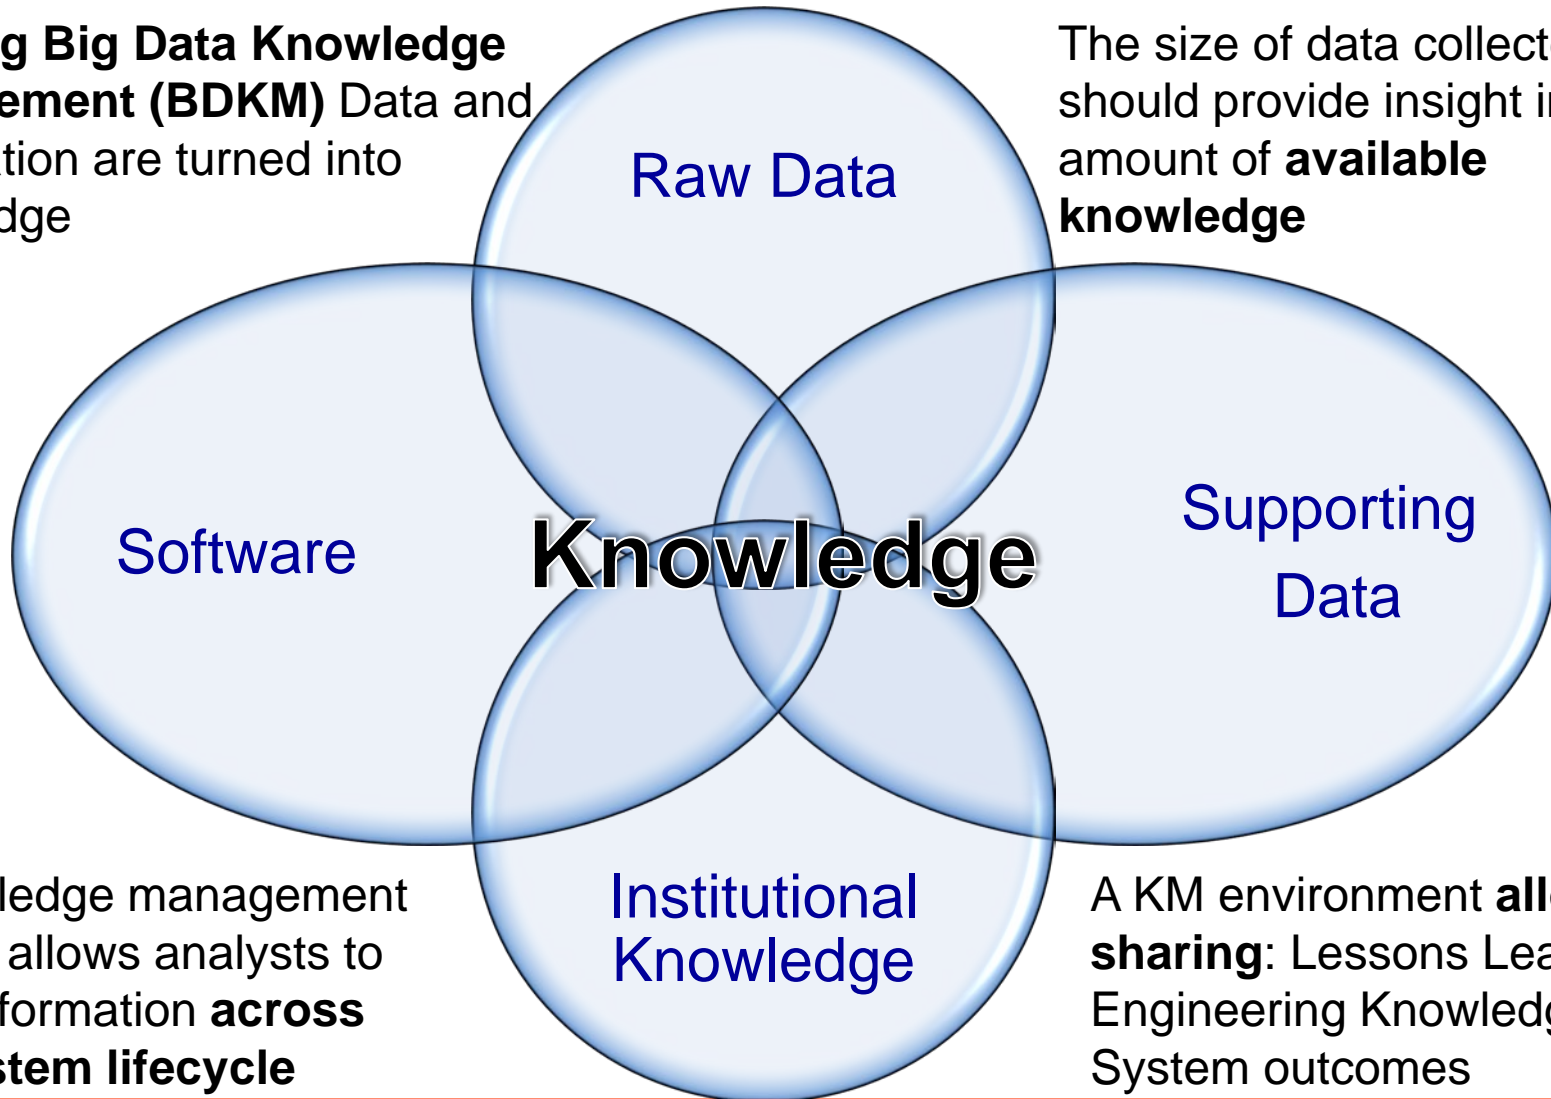 g Big Data Knowledge
ement (BDKM) Data and
ation are turned into
dge
The size of data collect
should provide insight i
amount of available
knowledge
Raw Data
Software
Knowledge
Supporting
Data
Institutional
Knowledge
ledge management
allows analysts to
formation across
stem lifecycle
A KM environment all
sharing: Lessons Lea
Engineering Knowled
System outcomes